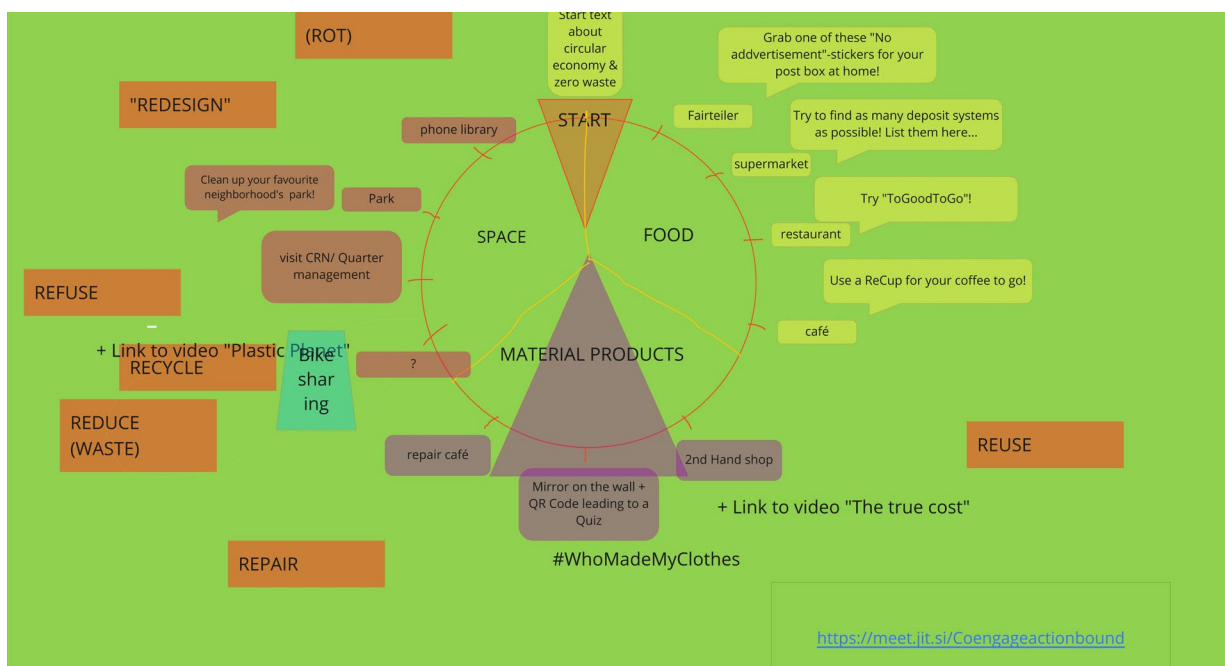 (ROT)
Start text
about
circular
economy &
zero waste
Grab one of these "No
addvertisement"-stickers for your
post box at home!
"REDESIGN"
START
Fairteiler
Try to find as many deposit systems
as possible! List them here...
phone library
supermarket
Clean up your favourite
neighborhood's park!
Park
Try "ToGoodToGo"!
SPACE
FOOD
restaurant
visit CRN/ Quarter
management
REFUSE
Use a ReCup for your coffee to go!
café
+ Link to video "Plastic Planet"
RECYCLE
Bike
shar
ing
?
MATERIAL PRODUCTS
REDUCE
(WASTE)
REUSE
repair café
2nd Hand shop
Mirror on the wall +
QR Code leading to a
Quiz
+ Link to video "The true cost"
REPAIR
#WhoMadeMyClothes
https://meet.jit.si/Coengageactionbound